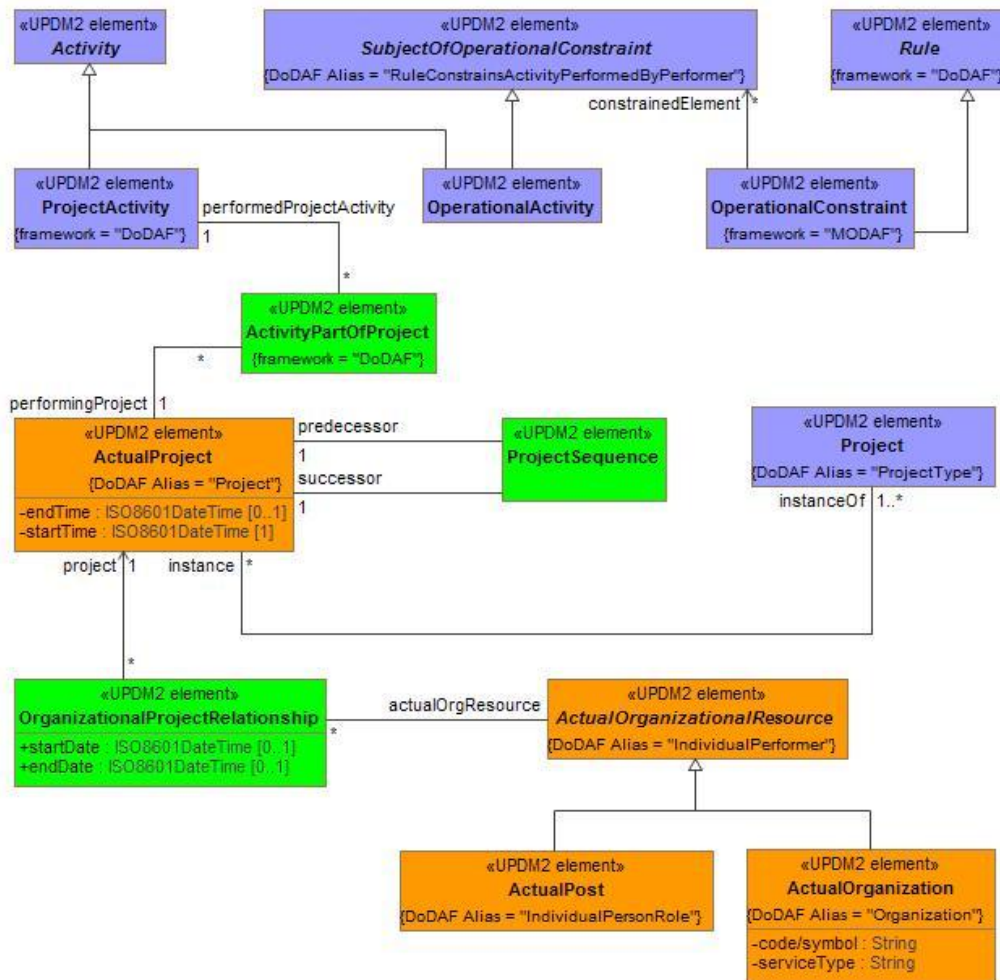 «UPDM2 element»
Activity
«UPDM2 element»
SubjectOfOperationalConstraint
{DoDAF Alias = "RuleConstrainsActivityPerformedByPerformer"}
«UPDM2 element»
Rule
{framework = "DoDAF"}
constrainedElement *
«UPDM2 element»
ProjectActivity
{framework = "DoDAF"}
performedProjectActivity
1
«UPDM2 element»
OperationalActivity
«UPDM2 element»
OperationalConstraint
{framework = "MODAF"}
*
«UPDM2 element»
ActivityPartOfProject
{framework = "DoDAF"}
*
performingProject 1
«UPDM2 element»
ActualProject
{DoDAF Alias = "Project"}
-endTime : ISO8601DateTime [0..1]
-startTime : ISO8601DateTime [1]
predecessor
1
successor
1
«UPDM2 element»
ProjectSequence
«UPDM2 element»
Project
{DoDAF Alias = "ProjectType"}
instanceOf 1..*
project 1
instance *
*
«UPDM2 element»
OrganizationalProjectRelationship
+startDate : ISO8601DateTime [0..1]
+endDate : ISO8601DateTime [0..1]
actualOrgResource
*
«UPDM2 element»
ActualOrganizationalResource
{DoDAF Alias = "IndividualPerformer"}
«UPDM2 element»
ActualPost
{DoDAF Alias = "IndividualPersonRole"}
«UPDM2 element»
ActualOrganization
{DoDAF Alias = "Organization"}
-code/symbol : String
-serviceType : String